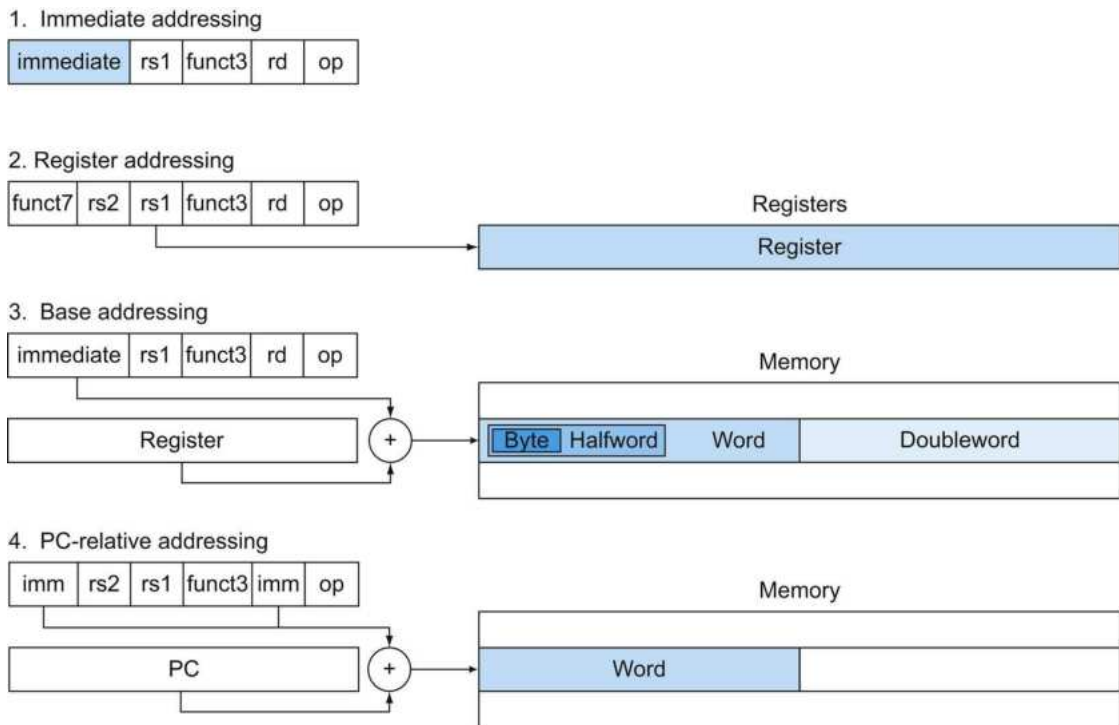 1. Immediate addressing
immediate rs1 funct3 rd op
2. Register addressing
funct7 rs2 rs1 funct3 rd op
Registers
Register
3. Base addressing
immediate rs1 funct3 rd op
Memory
Register + Byte Halfword Word Doubleword
4. PC-relative addressing
imm rs2 rs1 funct3 imm op
Memory
PC + Word